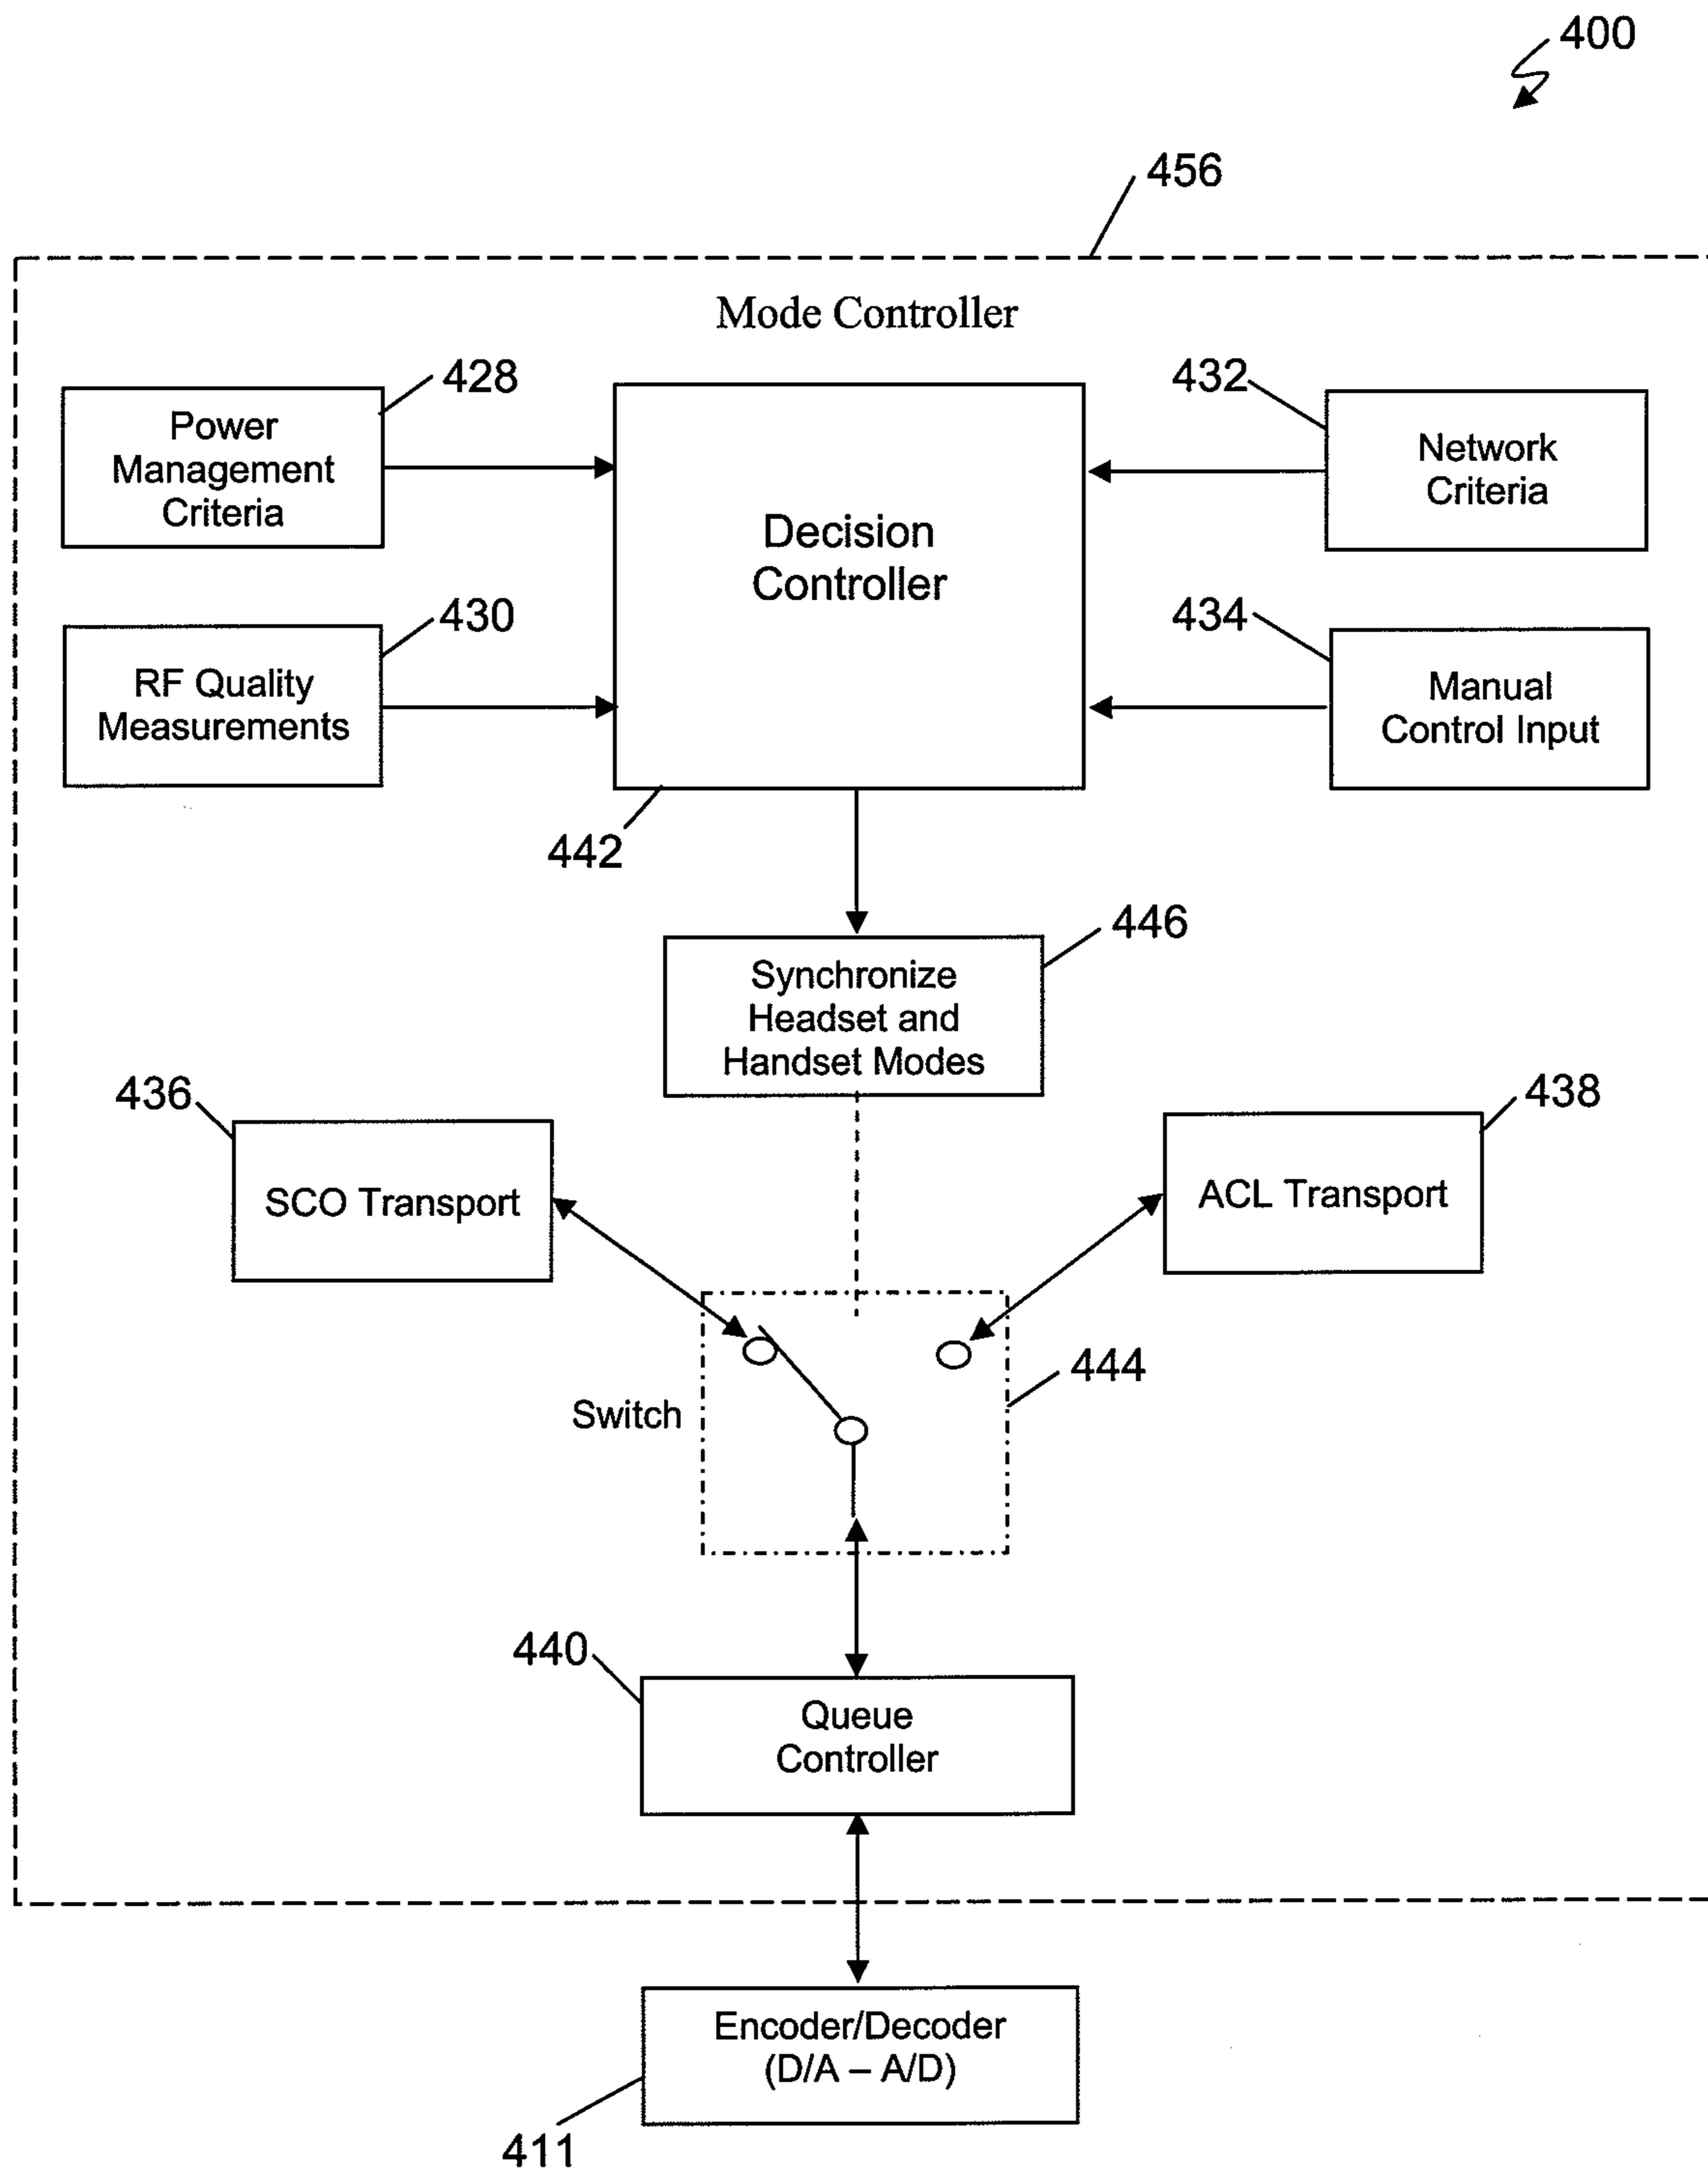 400
456
Mode Controller
428
Power
Management
Criteria
432
Network
Criteria
Decision
Controller
430
RF Quality
Measurements
434
Manual
Control Input
442
446
Synchronize
Headset and
Handset Modes
436
SCO Transport
438
ACL Transport
444
Switch
440
Queue
Controller
Encoder/Decoder
(D/A – A/D)
411